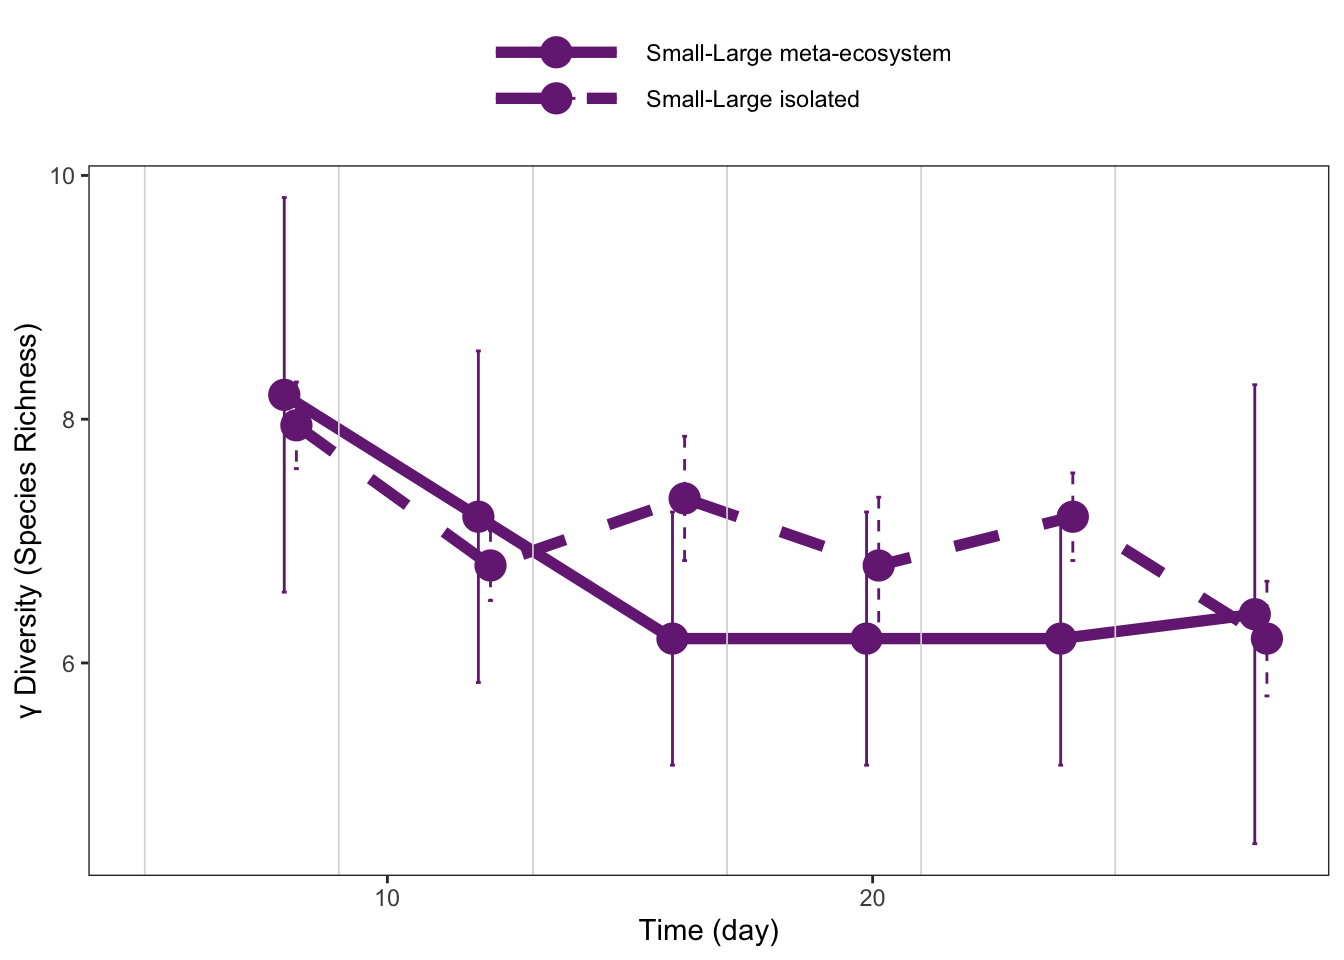 Small-Large meta-ecosystem
Small-Large isolated
γ Diversity (Species Richness)
10
8
6
10
20
Time (day)